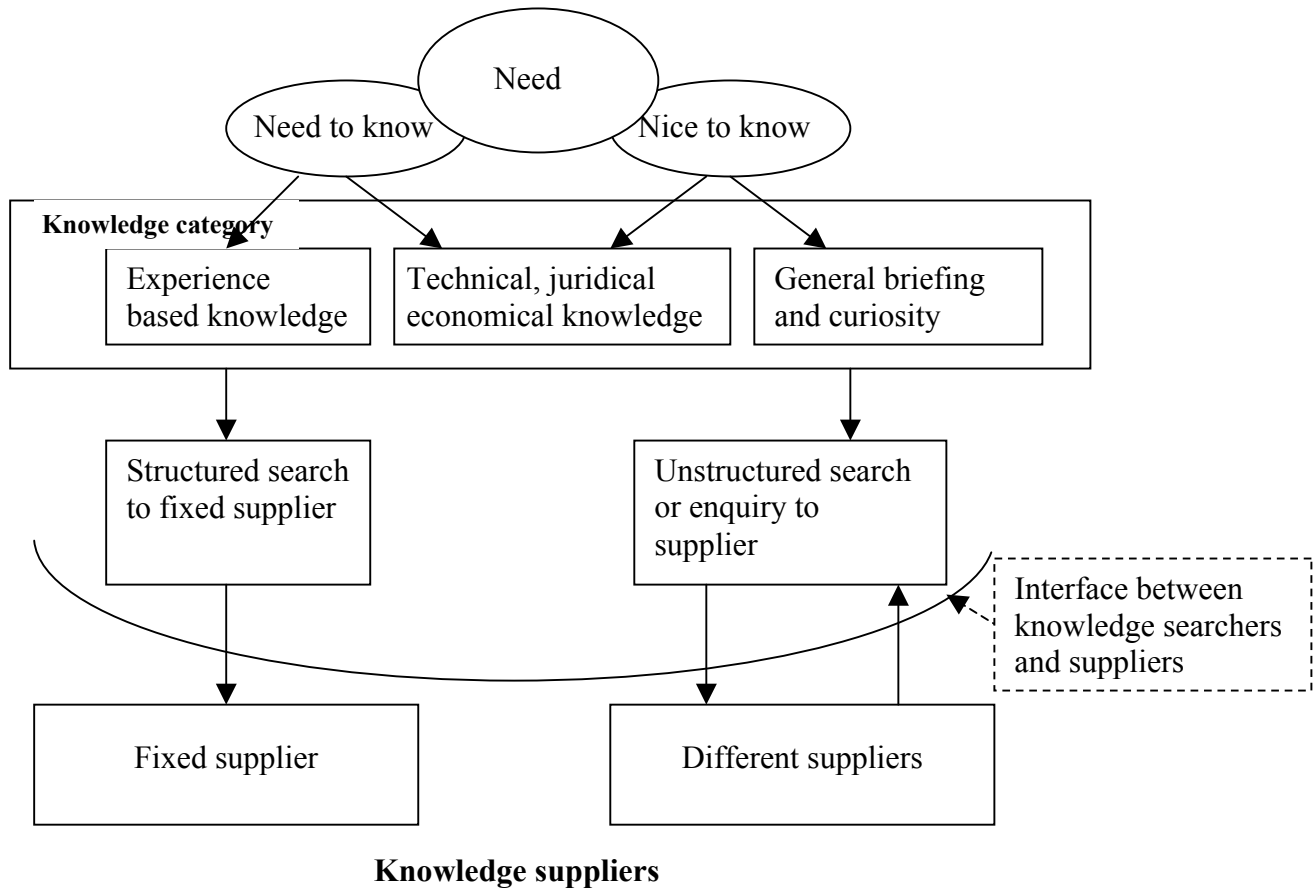 Need
Need to know
Nice to know
Knowledge category
Experience
based knowledge
Technical, juridical
economical knowledge
General briefing
and curiosity
Structured search
to fixed supplier
Unstructured search
or enquiry to
supplier
Interface between
knowledge searchers
and suppliers
Fixed supplier
Different suppliers
Knowledge suppliers